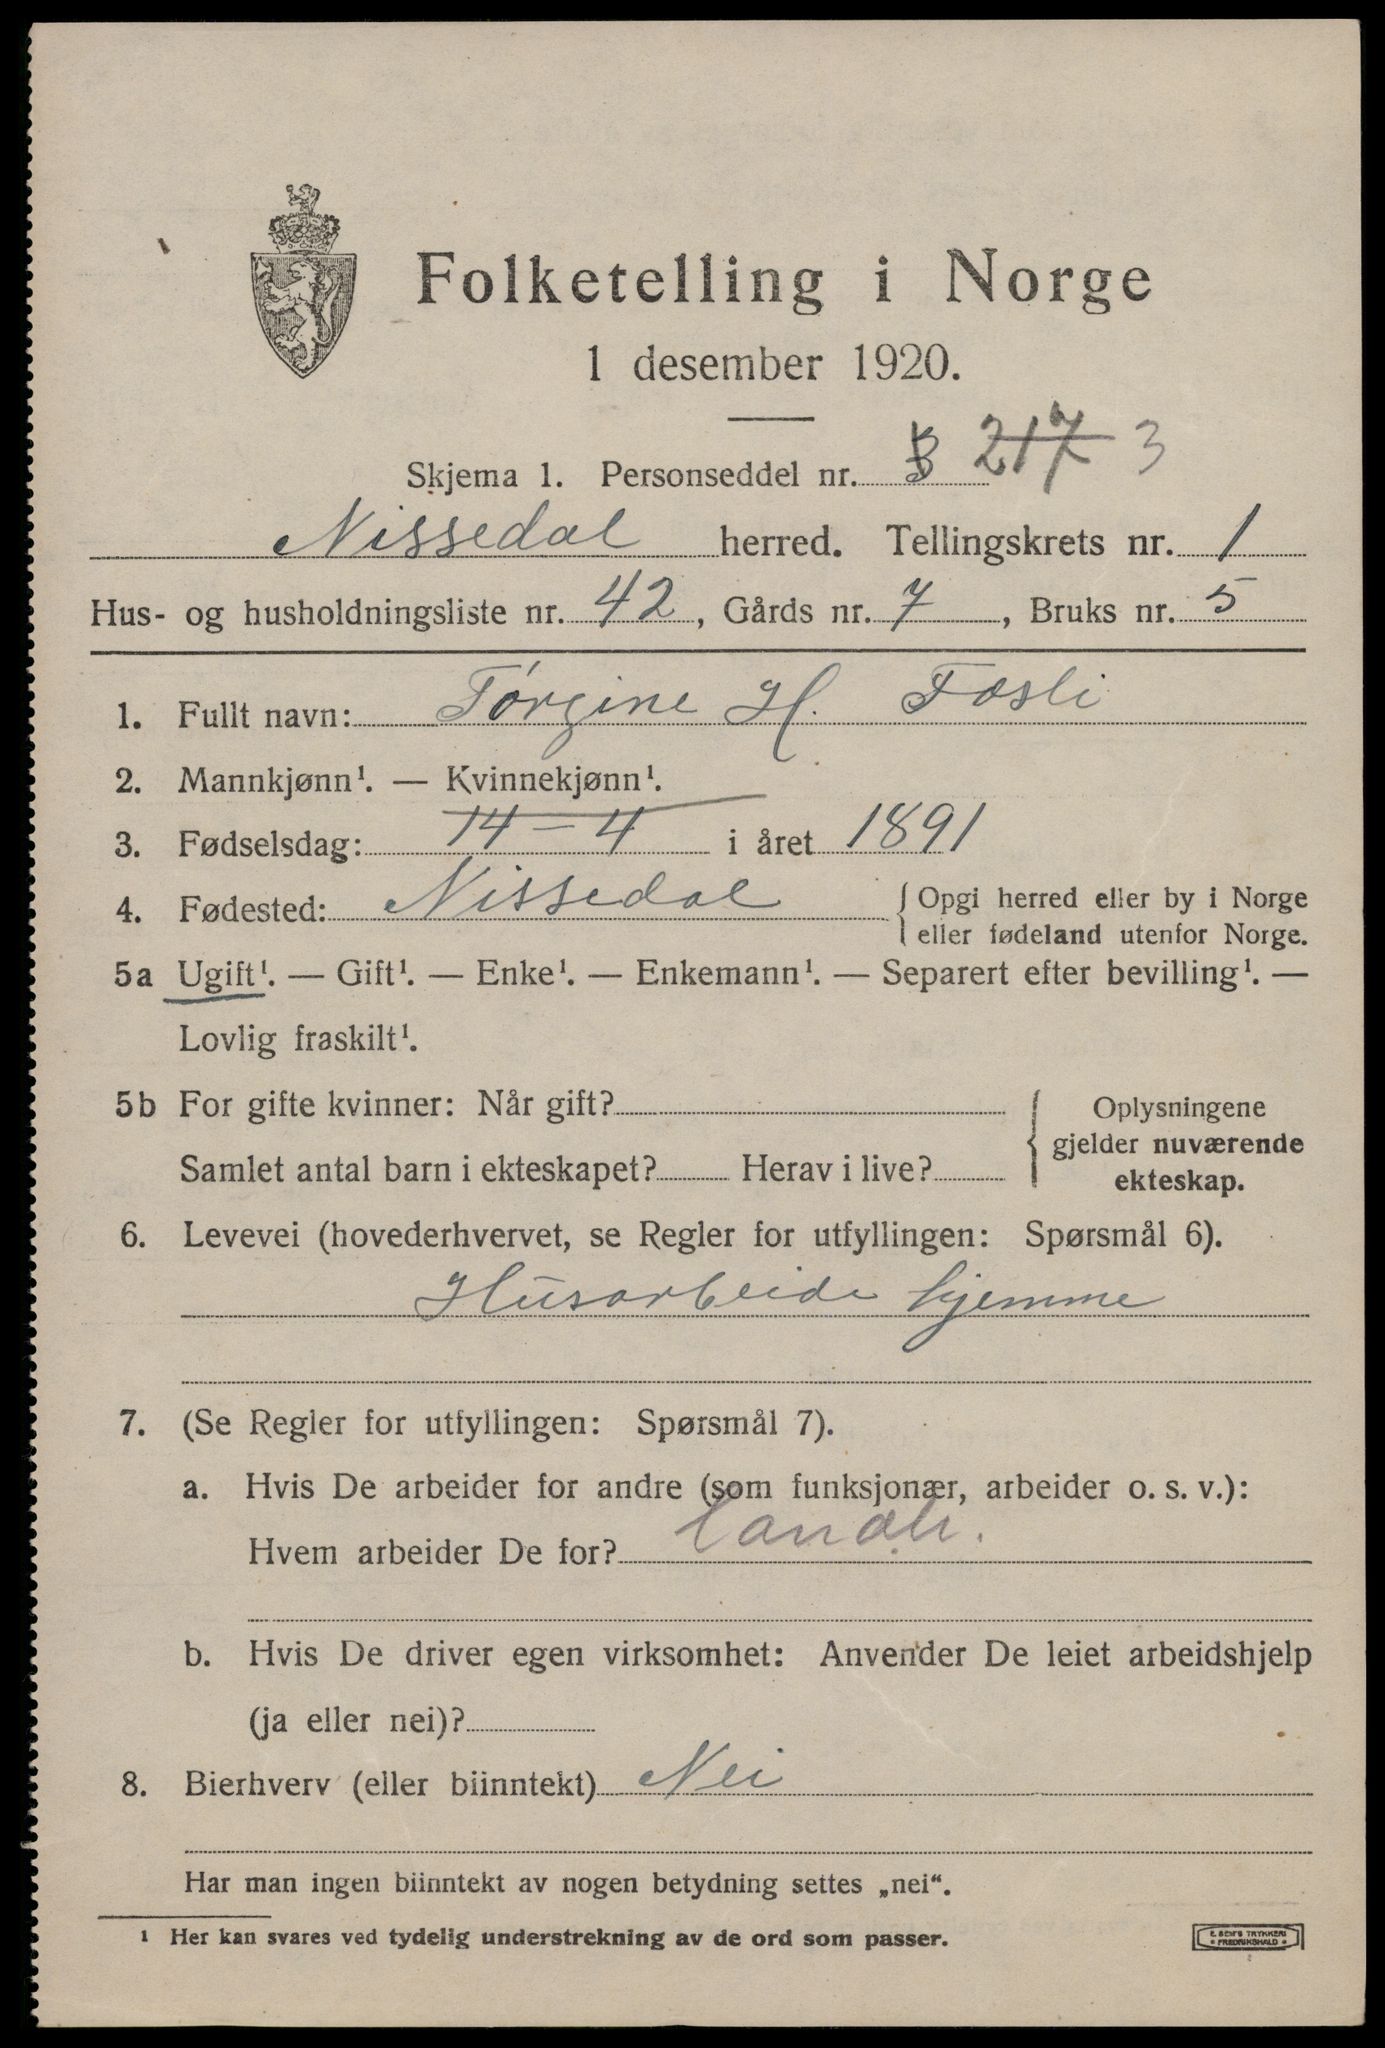 Folketelling i Norge
1 desember 1920.
Skjema 1. Personseddel nr. 217 3
Nissedal herred. Tellingskrets nr. 1
Hus- og husholdningsliste nr. 42, Gårds nr. 7, Bruks nr. 5
1. Fullt navn: Tørgine H. Fosli
2. Mannkjønn¹. — Kvinnekjønn¹.
3. Fødselsdag: 14 - 4 i året 1891
4. Fødested: Nissedal { Opgi herred eller by i Norge
eller fødeland utenfor Norge.
5a Ugift¹. — Gift¹. — Enke¹. — Enkemann¹. — Separert efter bevilling¹. —
Lovlig fraskilt¹.
5b For gifte kvinner: Når gift?
Samlet antal barn i ekteskapet? Herav i live?
Oplysningene
gjelder nuværende
ekteskap.
6. Levevei (hovederhvervet, se Regler for utfyllingen: Spørsmål 6).
Husarbeide hjemme
7. (Se Regler for utfyllingen: Spørsmål 7).
a. Hvis De arbeider for andre (som funksjonær, arbeider o. s. v.):
Hvem arbeider De for?
b. Hvis De driver egen virksomhet: Anvender De leiet arbeidshjelp
(ja eller nei)?
8. Bierhverv (eller biinntekt) Nei
Har man ingen biinntekt av nogen betydning settes „nei“.
¹ Her kan svares ved tydelig understrekning av de ord som passer.
E. SEM'S TRYKKERI
FREDRIKSHALD